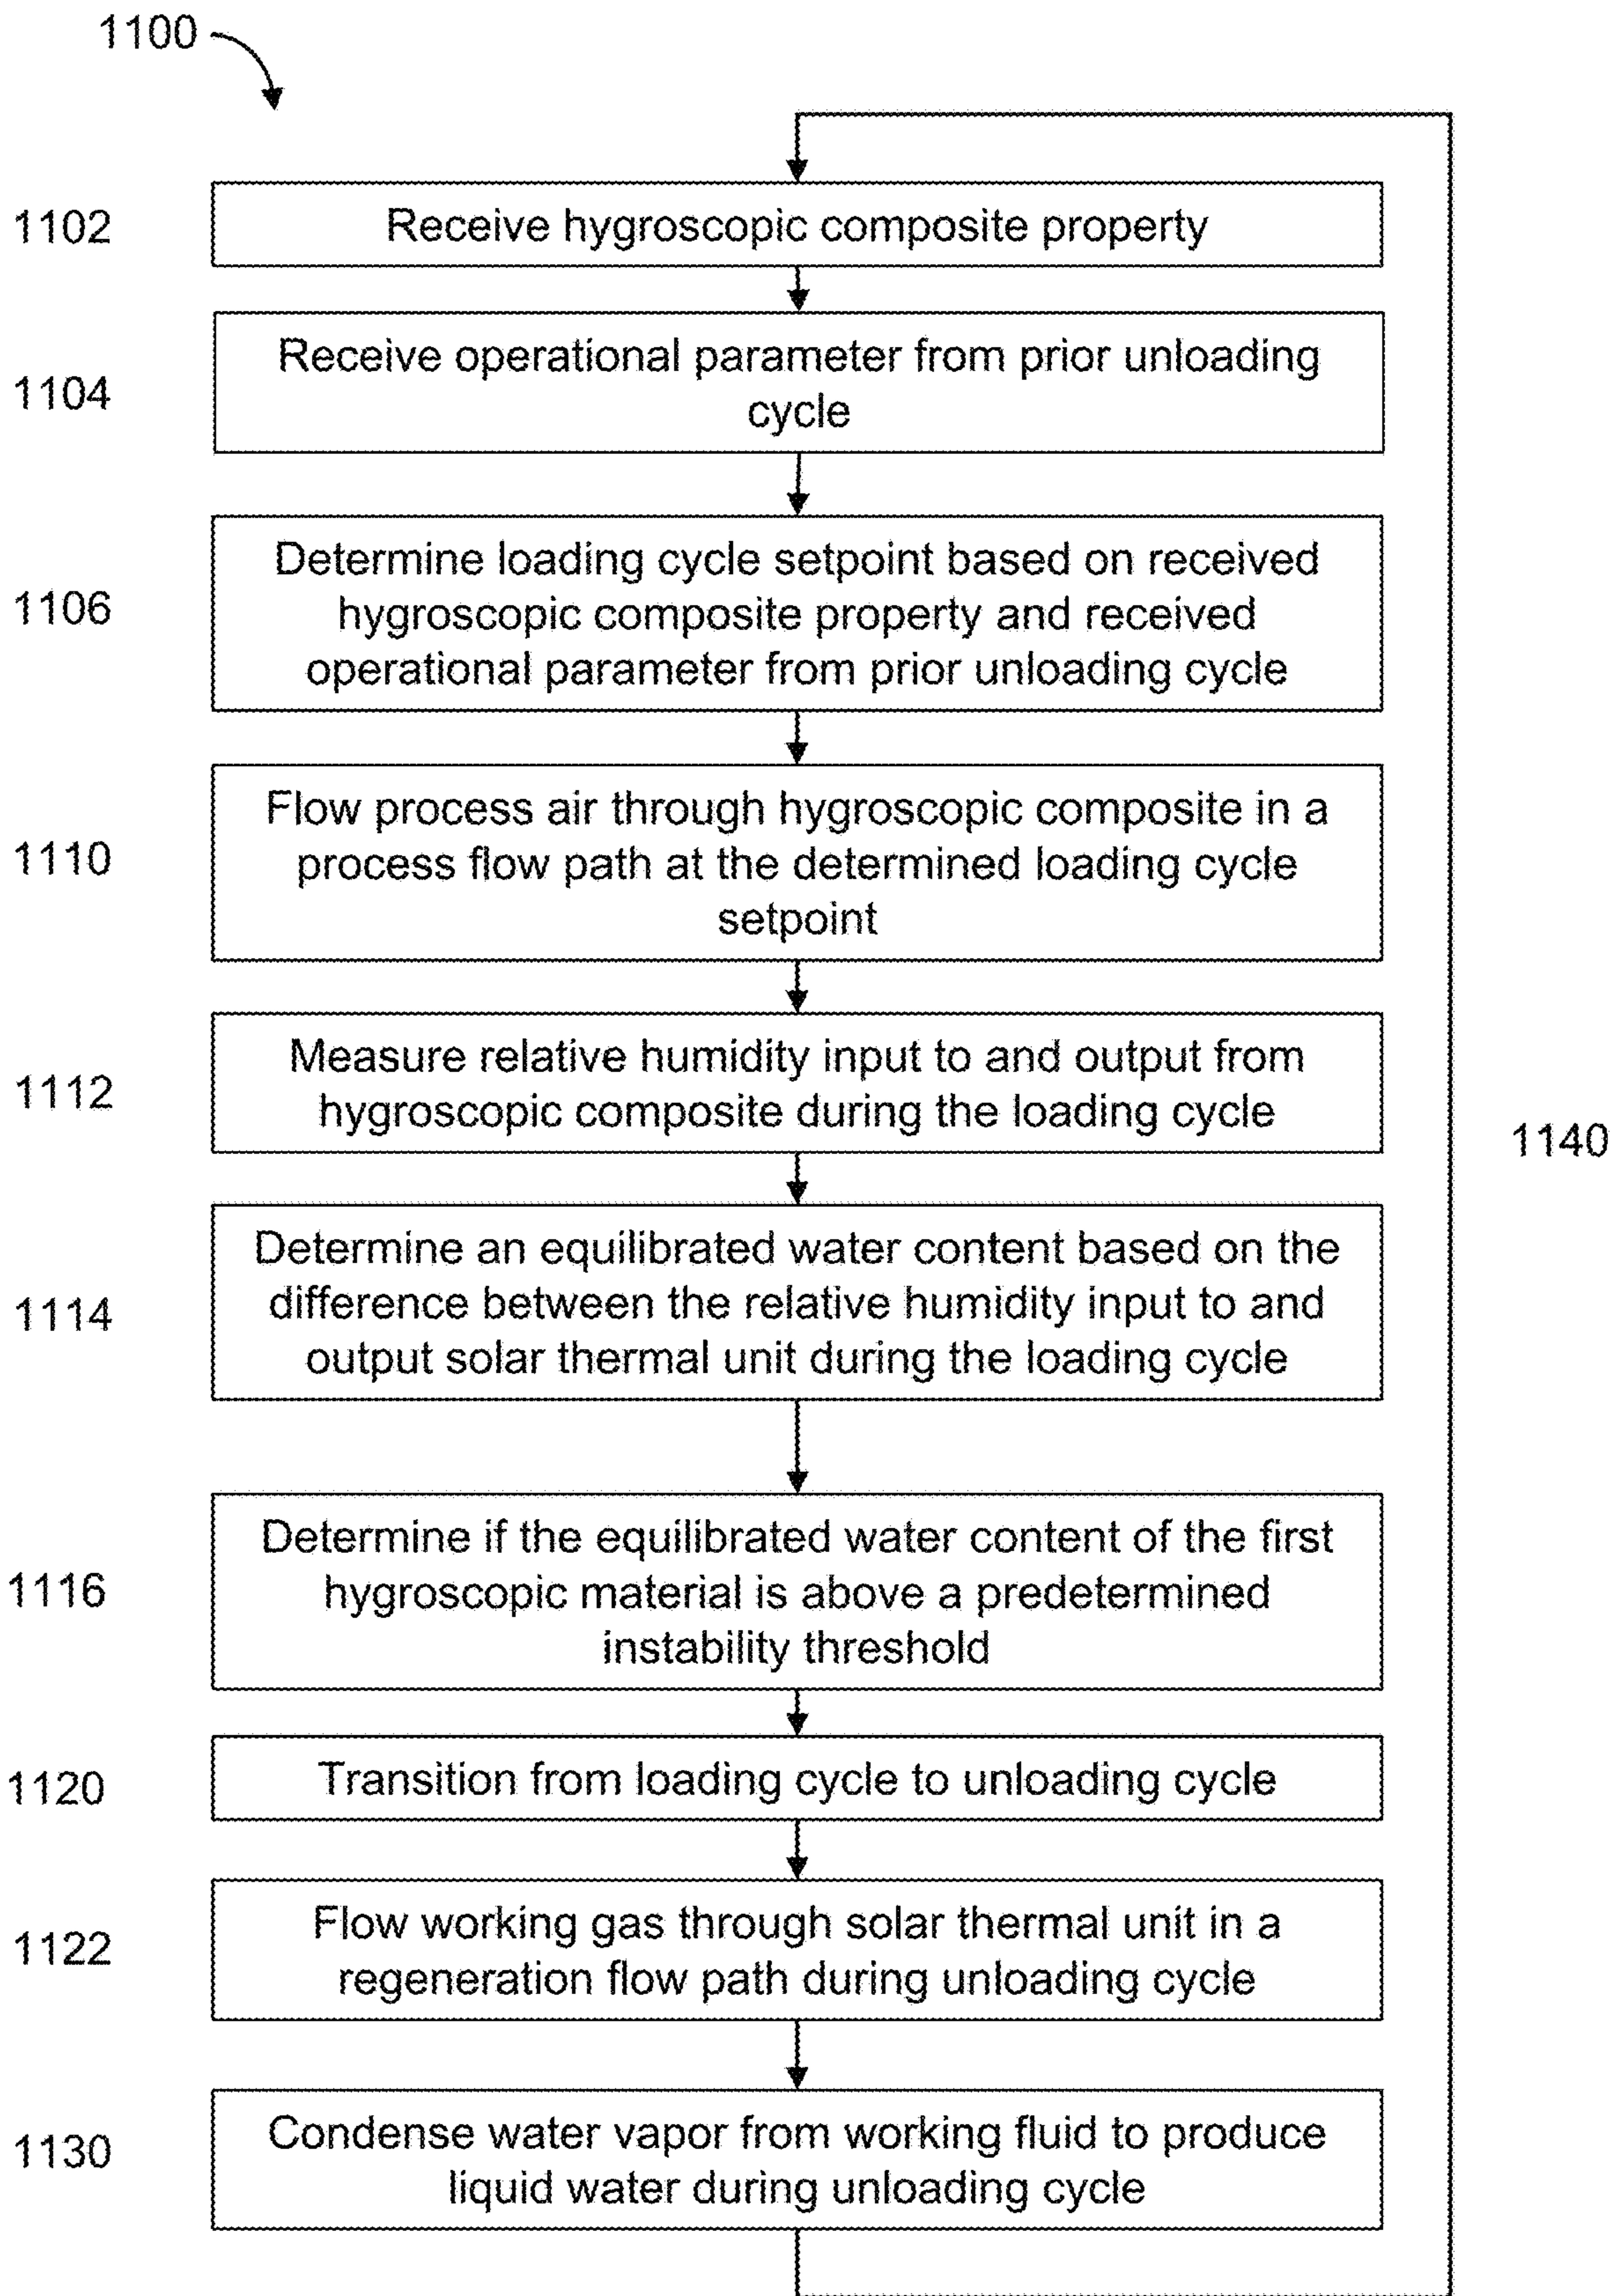 1100
1102
Receive hygroscopic composite property
1104
Receive operational parameter from prior unloading
cycle
1106
Determine loading cycle setpoint based on received
hygroscopic composite property and received
operational parameter from prior unloading cycle
1110
Flow process air through hygroscopic composite in a
process flow path at the determined loading cycle
setpoint
1112
Measure relative humidity input to and output from
hygroscopic composite during the loading cycle
1140
1114
Determine an equilibrated water content based on the
difference between the relative humidity input to and
output solar thermal unit during the loading cycle
1116
Determine if the equilibrated water content of the first
hygroscopic material is above a predetermined
instability threshold
1120
Transition from loading cycle to unloading cycle
1122
Flow working gas through solar thermal unit in a
regeneration flow path during unloading cycle
1130
Condense water vapor from working fluid to produce
liquid water during unloading cycle